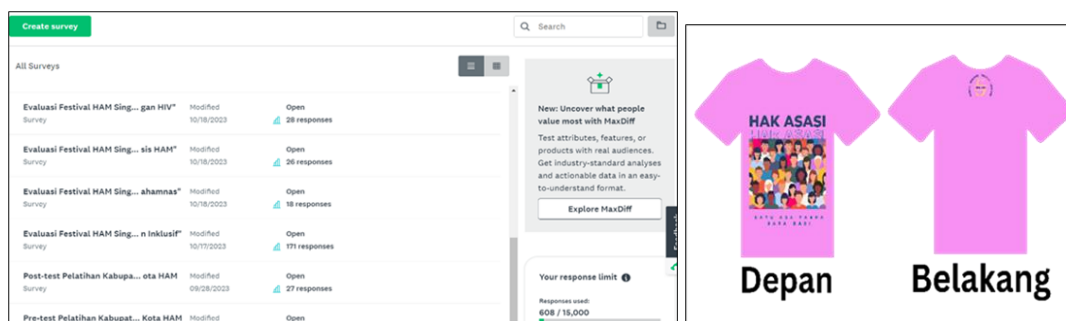 Create survey
Search
All Surveys
Evaluasi Festival HAM Sing... gan HIV" Modified Open
Survey 10/18/2023 28 responses
Evaluasi Festival HAM Sing... sis HAM" Modified Open
Survey 10/18/2023 26 responses
Evaluasi Festival HAM Sing... ahamnas" Modified Open
Survey 10/18/2023 18 responses
Evaluasi Festival HAM Sing... n Inklusif" Modified Open
Survey 10/17/2023 171 responses
Post-test Pelatihan Kabupa... ota HAM Modified Open
Survey 09/28/2023 27 responses
Pre-test Pelatihan Kabupat... Kota HAM Modified Open
New: Uncover what people
value most with MaxDiff
Test attributes, features, or
products with real audiences.
Get industry-standard analyses
and actionable data in an easy-
to-understand format.
Explore MaxDiff
Feedback
Your response limit
Responses used:
608 / 15,000
HAK ASASI
HAK ASASI
Depan
Belakang